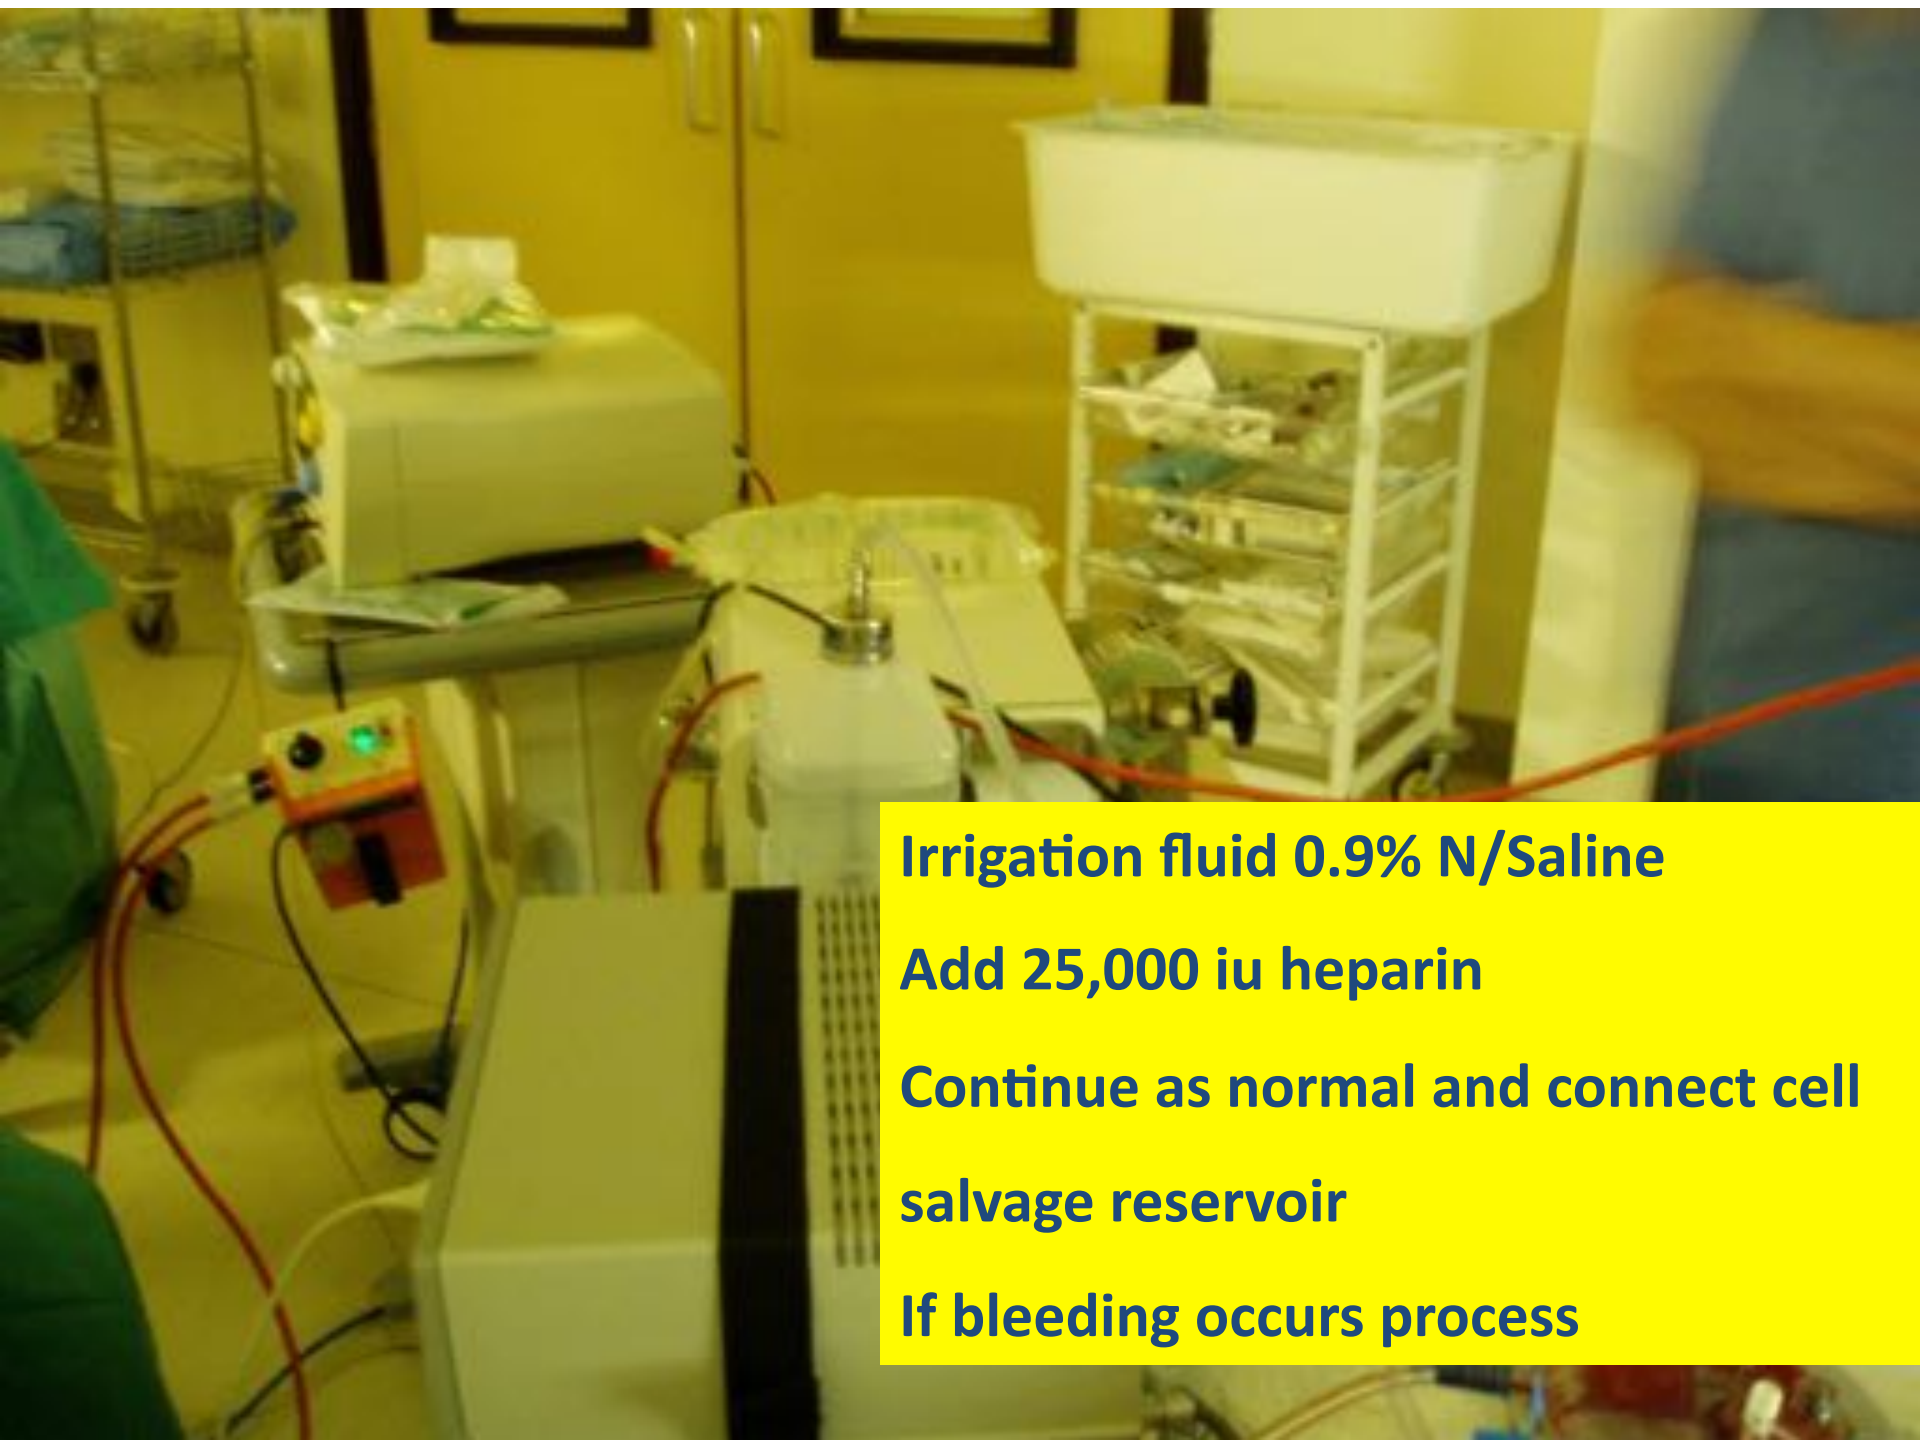 Irrigation fluid 0.9% N/Saline
Add 25,000 iu heparin
Continue as normal and connect cell
salvage reservoir
If bleeding occurs process